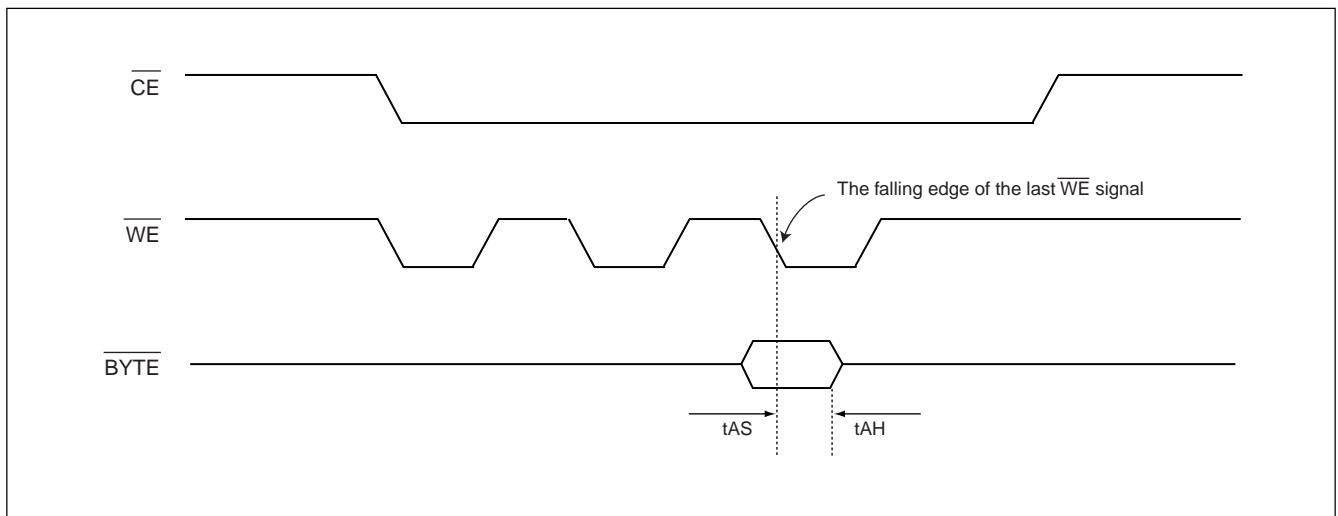 CE
The falling edge of the last WE signal
WE
BYTE
tAS
tAH